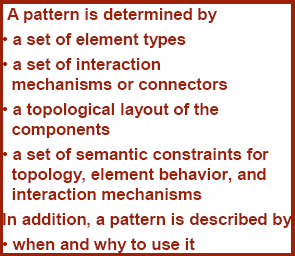 A pattern is determined by
• a set of element types
• a set of interaction
mechanisms or connectors
• a topological layout of the
components
• a set of semantic constraints for
topology, element behavior, and
interaction mechanisms
In addition, a pattern is described by
• when and why to use it